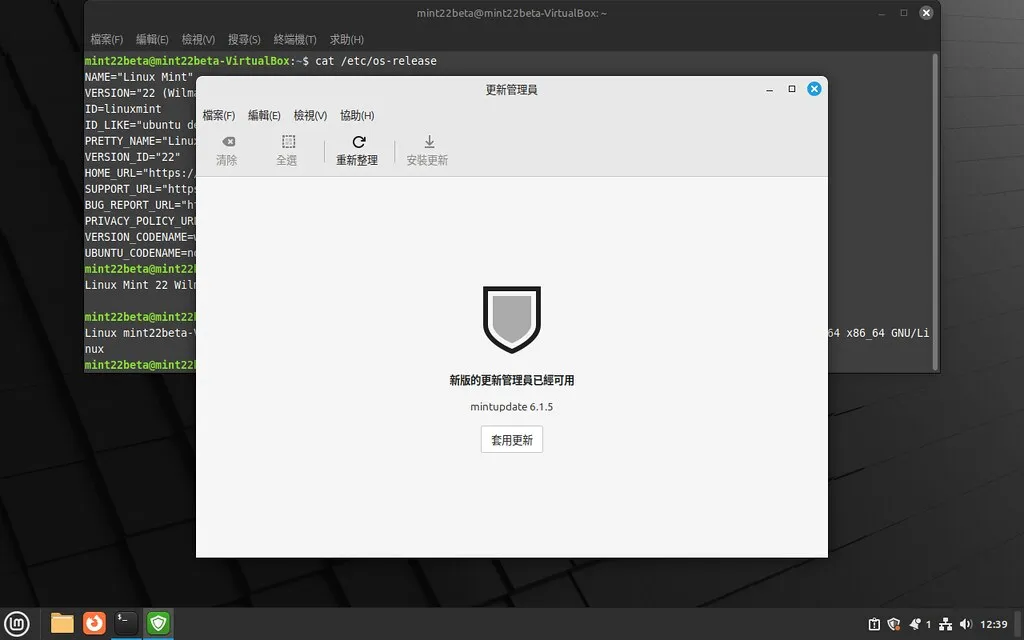 mint22beta@mint22beta-VirtualBox: ~
檔案(F) 編輯(E) 檢視(V) 搜尋(S) 終端機(T) 求助(H)
mint22beta@mint22beta-VirtualBox:~$ cat /etc/os-release
NAME="Linux Mint"
VERSION="22 (Wilma
ID=linuxmint
ID_LIKE="ubuntu de
PRETTY_NAME="Linux
VERSION_ID="22"
HOME_URL="https:/
SUPPORT_URL="https
BUG_REPORT_URL="ht
PRIVACY_POLICY_UR
VERSION_CODENAME=w
UBUNTU_CODENAME=no
mint22beta@mint22
Linux Mint 22 Wil
mint22beta@mint22
Linux mint22beta-V
64 x86_64 GNU/Li
nux
mint22beta@mint22
更新管理員
檔案(F) 編輯(E) 檢視(V) 協助(H)
清除 全選 重新整理 安裝更新
新版的更新管理員已經可用
mintupdate 6.1.5
套用更新
1 12:39